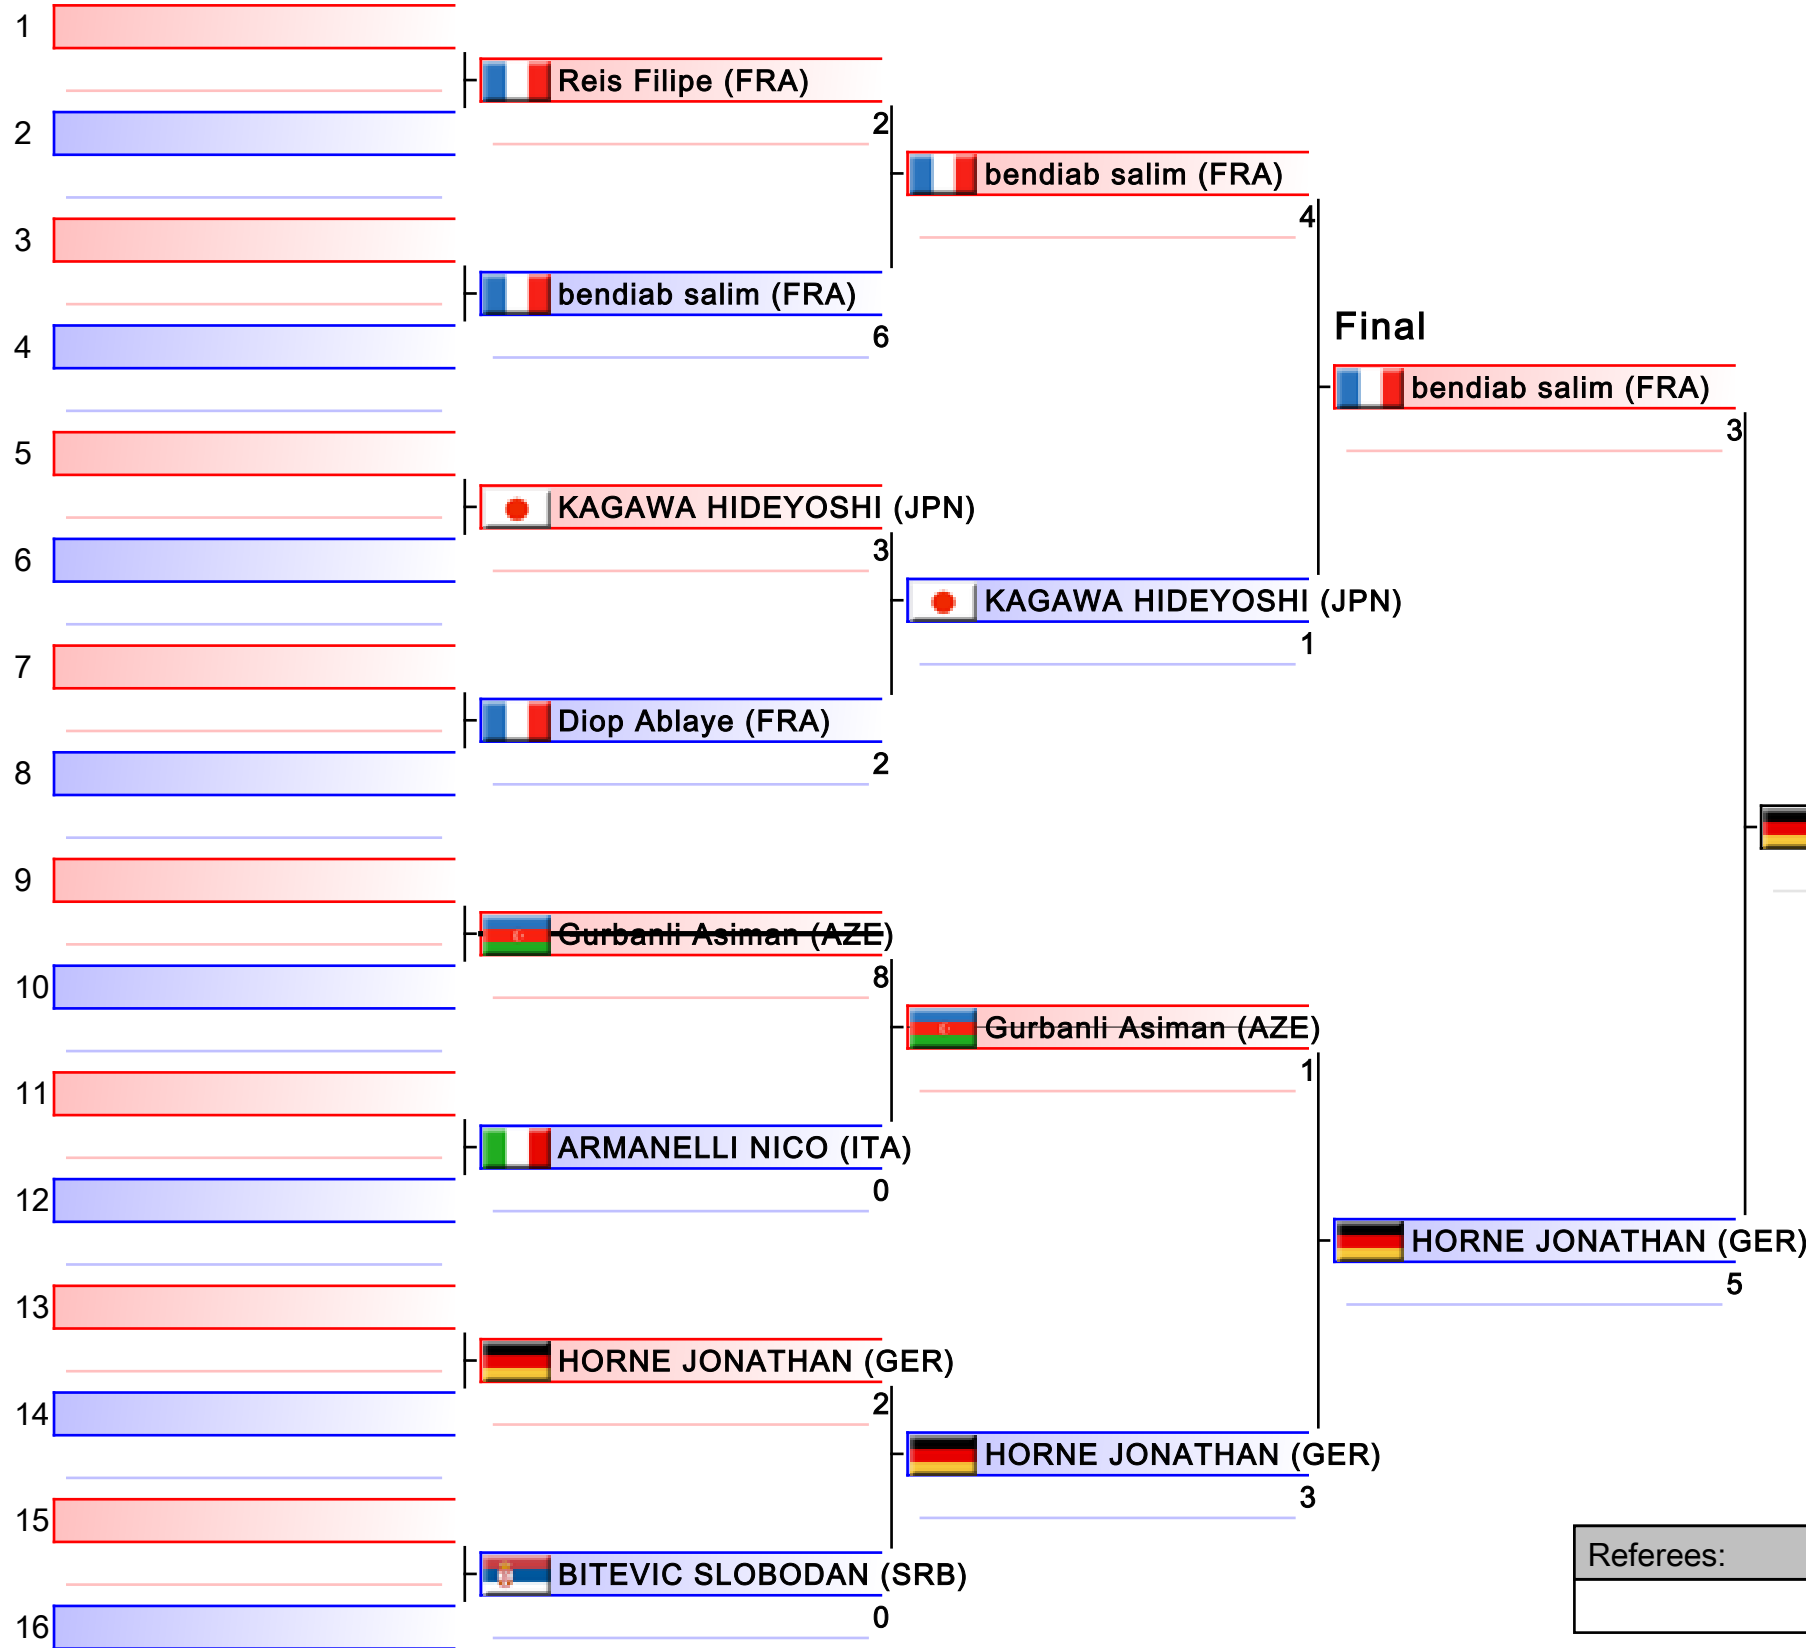 1
Reis Filipe (FRA)
2
2
bendiab salim (FRA)
4
3
bendiab salim (FRA)
6
4
Final
bendiab salim (FRA)
3
5
KAGAWA HIDEYOSHI (JPN)
3
6
KAGAWA HIDEYOSHI (JPN)
1
7
Diop Ablaye (FRA)
2
8
9
Gurbanli Asiman (AZE)
8
10
Gurbanli Asiman (AZE)
1
11
ARMANELLI NICO (ITA)
0
12
HORNE JONATHAN (GER)
5
13
HORNE JONATHAN (GER)
2
14
HORNE JONATHAN (GER)
3
15
BITEVIC SLOBODAN (SRB)
0
16
Referees: